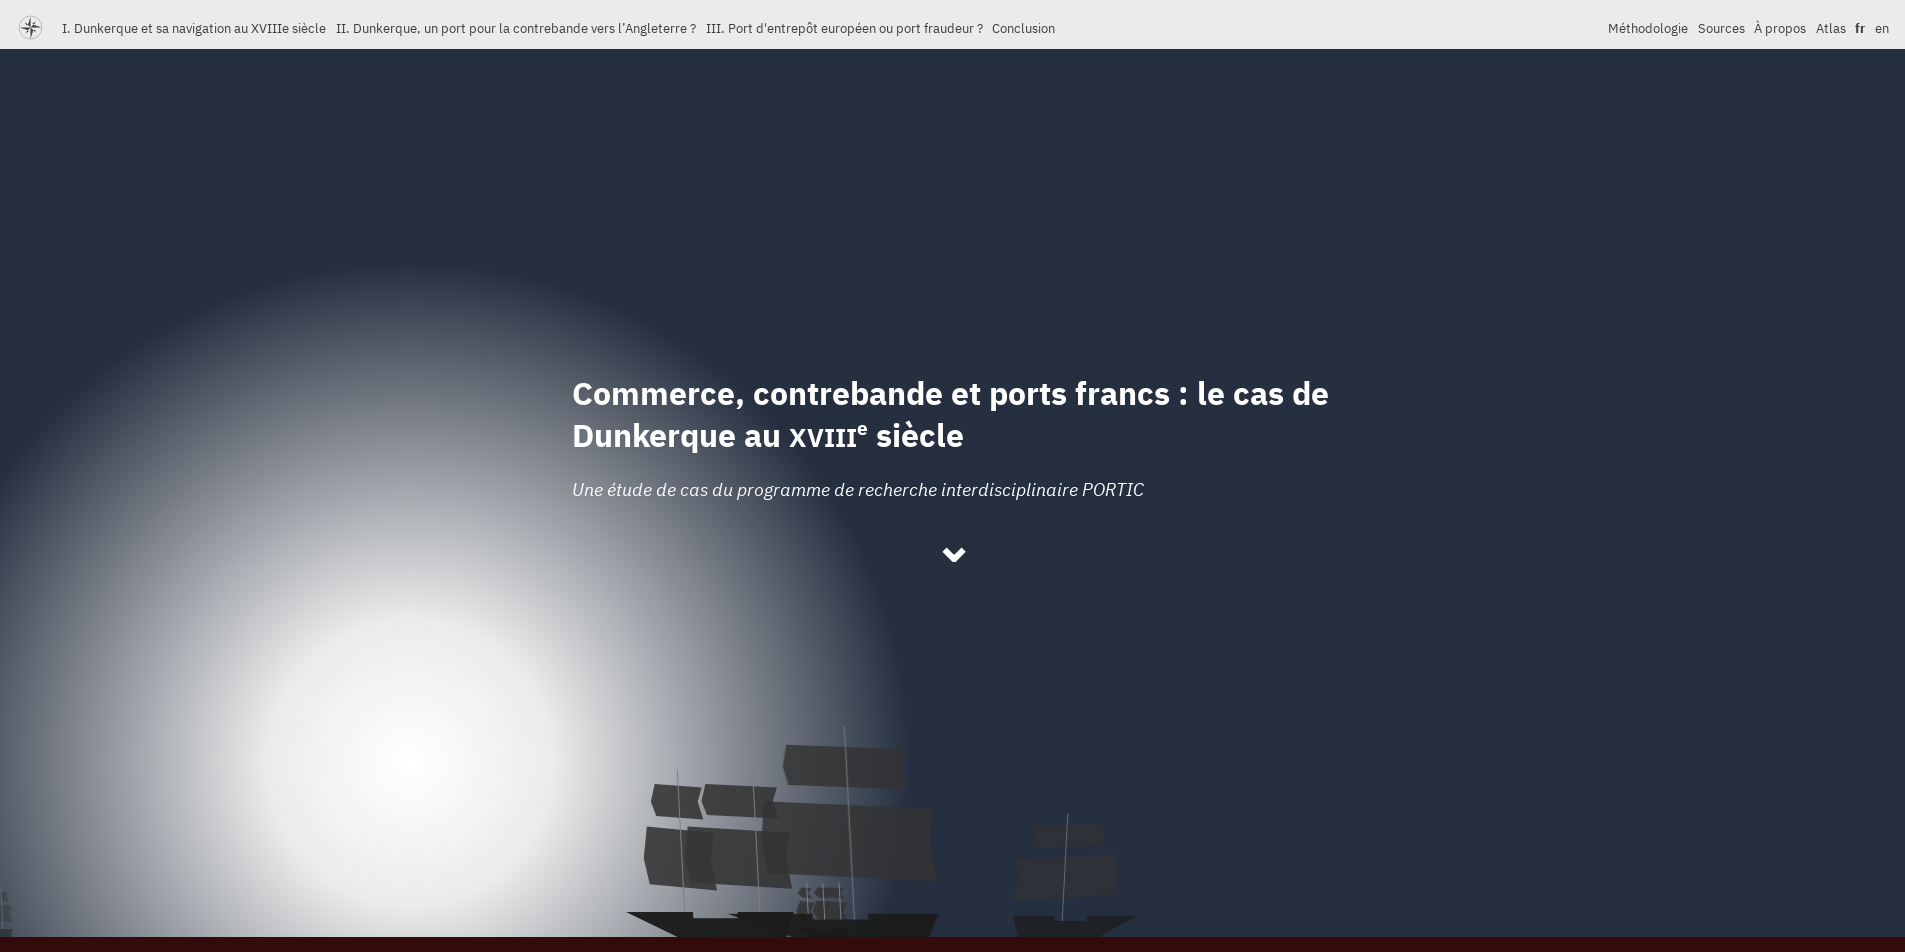 I. Dunkerque et sa navigation au XVIIIe siècle II. Dunkerque, un port pour la contrebande vers l’Angleterre ? III. Port d'entrepôt européen ou port fraudeur ? Conclusion Méthodologie Sources À propos Atlas fr en
Commerce, contrebande et ports francs : le cas de
Dunkerque au XVIIIe siècle
Une étude de cas du programme de recherche interdisciplinaire PORTIC